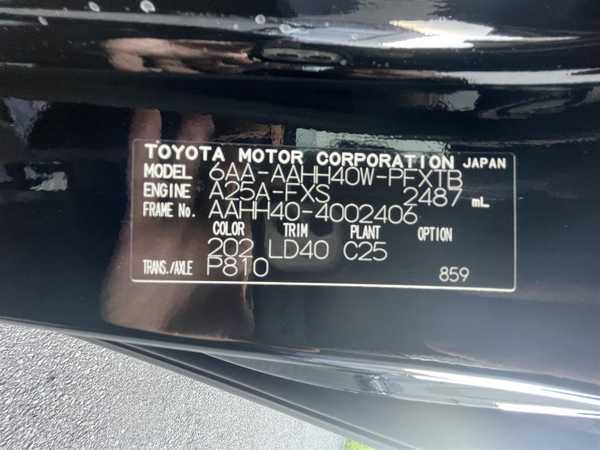 TOYOTA MOTOR CORPORATION JAPAN
MODEL 6AA-AAHH40W-PFXTB
ENGINE A25A-FXS 2487 mL
FRAME No. AAHH40-4002406
COLOR TRIM PLANT OPTION
202 LD40 C25
TRANS./AXLE P810 859